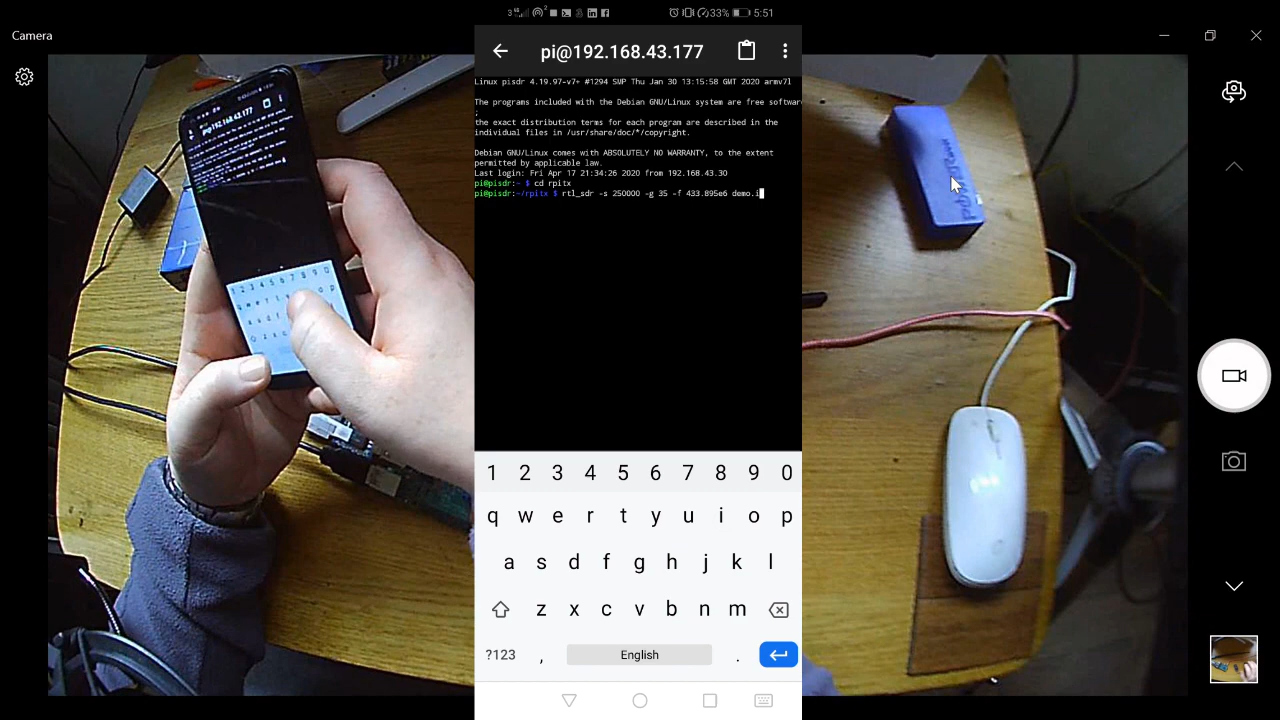 Camera
33% 5:51
pi@192.168.43.177
Linux pisdr 4.19.97-v7+ #1294 SMP Thu Jan 30 13:15:58 GMT 2020 armv7l
The programs included with the Debian GNU/Linux system are free software
;
the exact distribution terms for each program are described in the
individual files in /usr/share/doc/*/copyright.
Debian GNU/Linux comes with ABSOLUTELY NO WARRANTY, to the extent
permitted by applicable law.
Last login: Fri Apr 17 21:34:26 2020 from 192.168.43.30
pi@pisdr:~ $ cd rpitx
pi@pisdr:~/rpitx $ rtl_sdr -s 250000 -g 35 -f 433.895e6 demo.i
1 2 3 4 5 6 7 8 9 0
q w e r t y u i o p
a s d f g h j k l
z x c v b n m
?123 , English .
pi@192.168.43.177